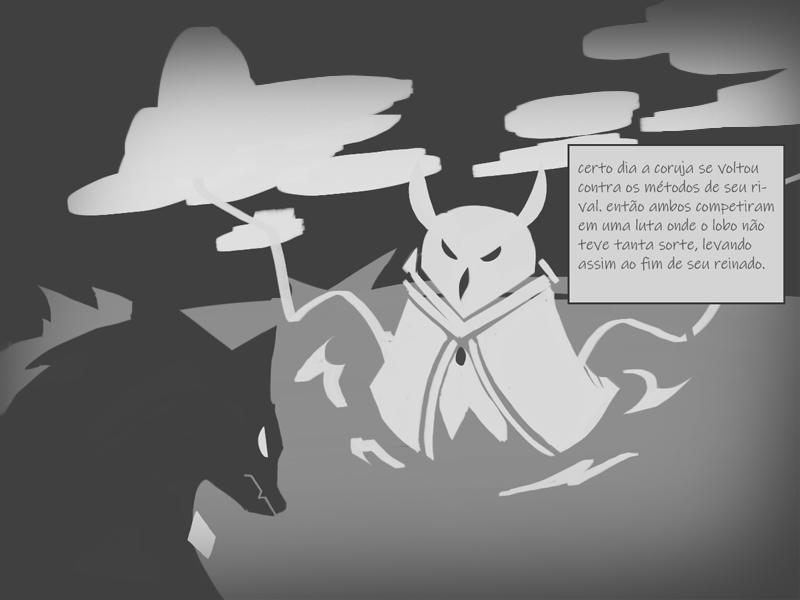 certo dia a coruja se voltou
contra os métodos de seu ri-
val. então ambos competiram
em uma luta onde o lobo não
teve tanta sorte, levando
assim ao fim de seu reinado.